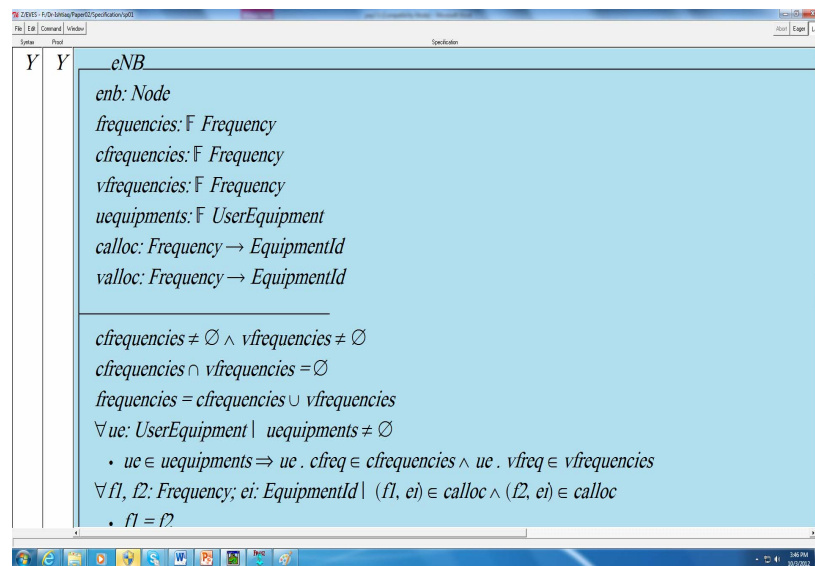 Z/EVES - F:/Dr-Ishtiaq/Paper02/Specification/sp01
File Edit Command Window
Abort Eager
Syntax Proof Specification
Y Y eNB
enb: Node
frequencies: 𝔽 Frequency
cfrequencies: 𝔽 Frequency
vfrequencies: 𝔽 Frequency
uequipments: 𝔽 UserEquipment
calloc: Frequency → EquipmentId
valloc: Frequency → EquipmentId
cfrequencies ≠ ∅ ∧ vfrequencies ≠ ∅
cfrequencies ∩ vfrequencies = ∅
frequencies = cfrequencies ∪ vfrequencies
∀ ue: UserEquipment | uequipments ≠ ∅
• ue ∈ uequipments ⇒ ue . cfreq ∈ cfrequencies ∧ ue . vfreq ∈ vfrequencies
∀ f1, f2: Frequency; ei: EquipmentId | (f1, ei) ∈ calloc ∧ (f2, ei) ∈ calloc
• f1 = f2
3:46 PM
10/3/2012